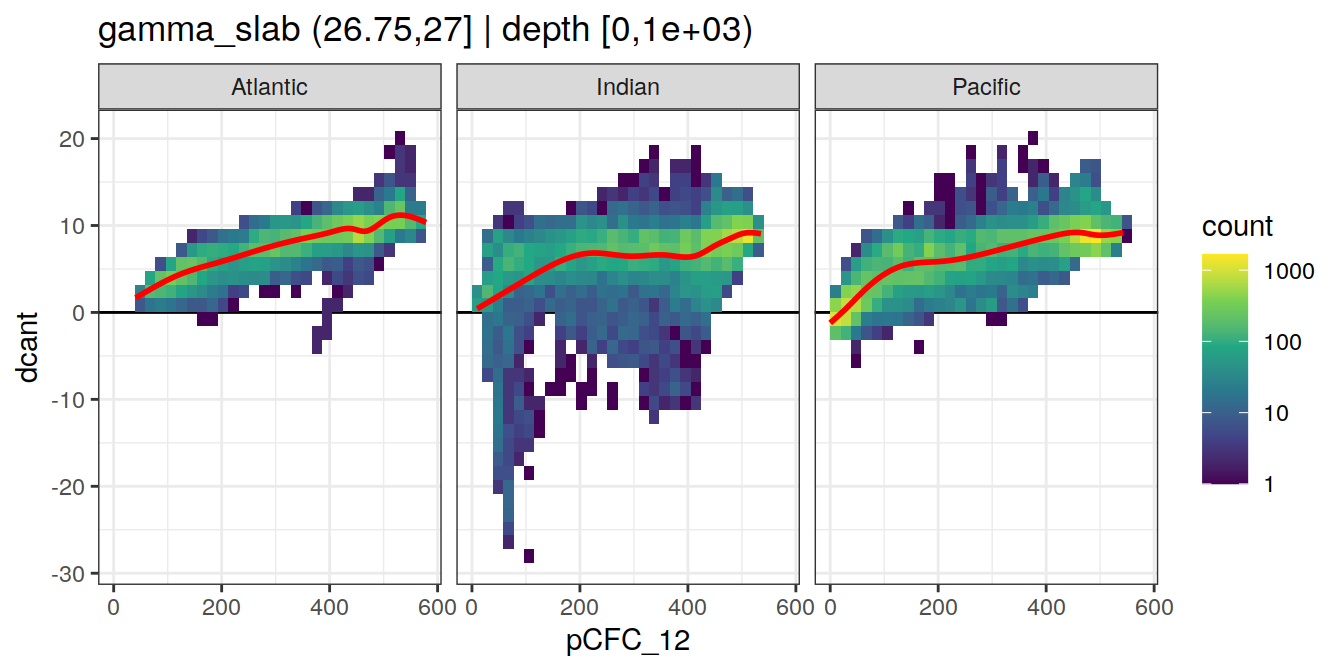 gamma_slab (26.75,27] | depth [0,1e+03)
Atlantic Indian Pacific
20
10
0
-10
-20
-30
dcant
0 200 400 600 0 200 400 600 0 200 400 600
pCFC_12
count
1000
100
10
1